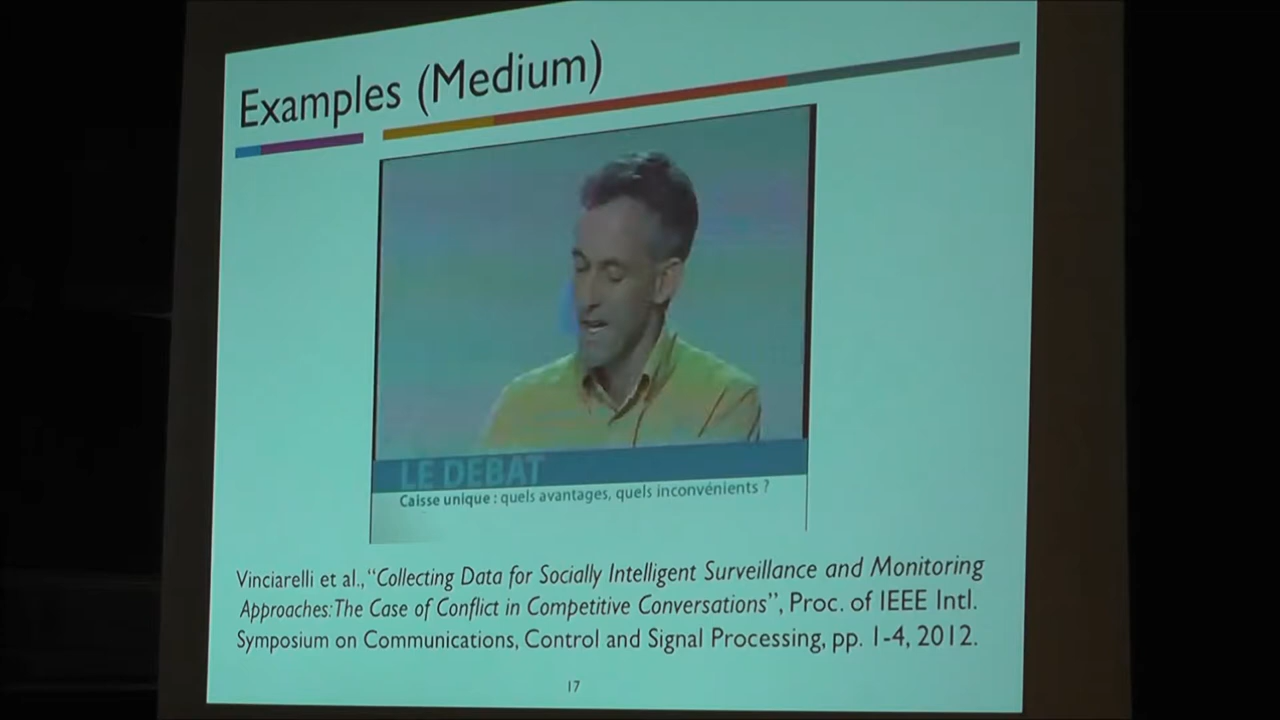 Examples (Medium)
LE DEBAT
Caisse unique : quels avantages, quels inconvénients ?
Vinciarelli et al., “Collecting Data for Socially Intelligent Surveillance and Monitoring
Approaches: The Case of Conflict in Competitive Conversations”, Proc. of IEEE Intl.
Symposium on Communications, Control and Signal Processing, pp. 1-4, 2012.
17